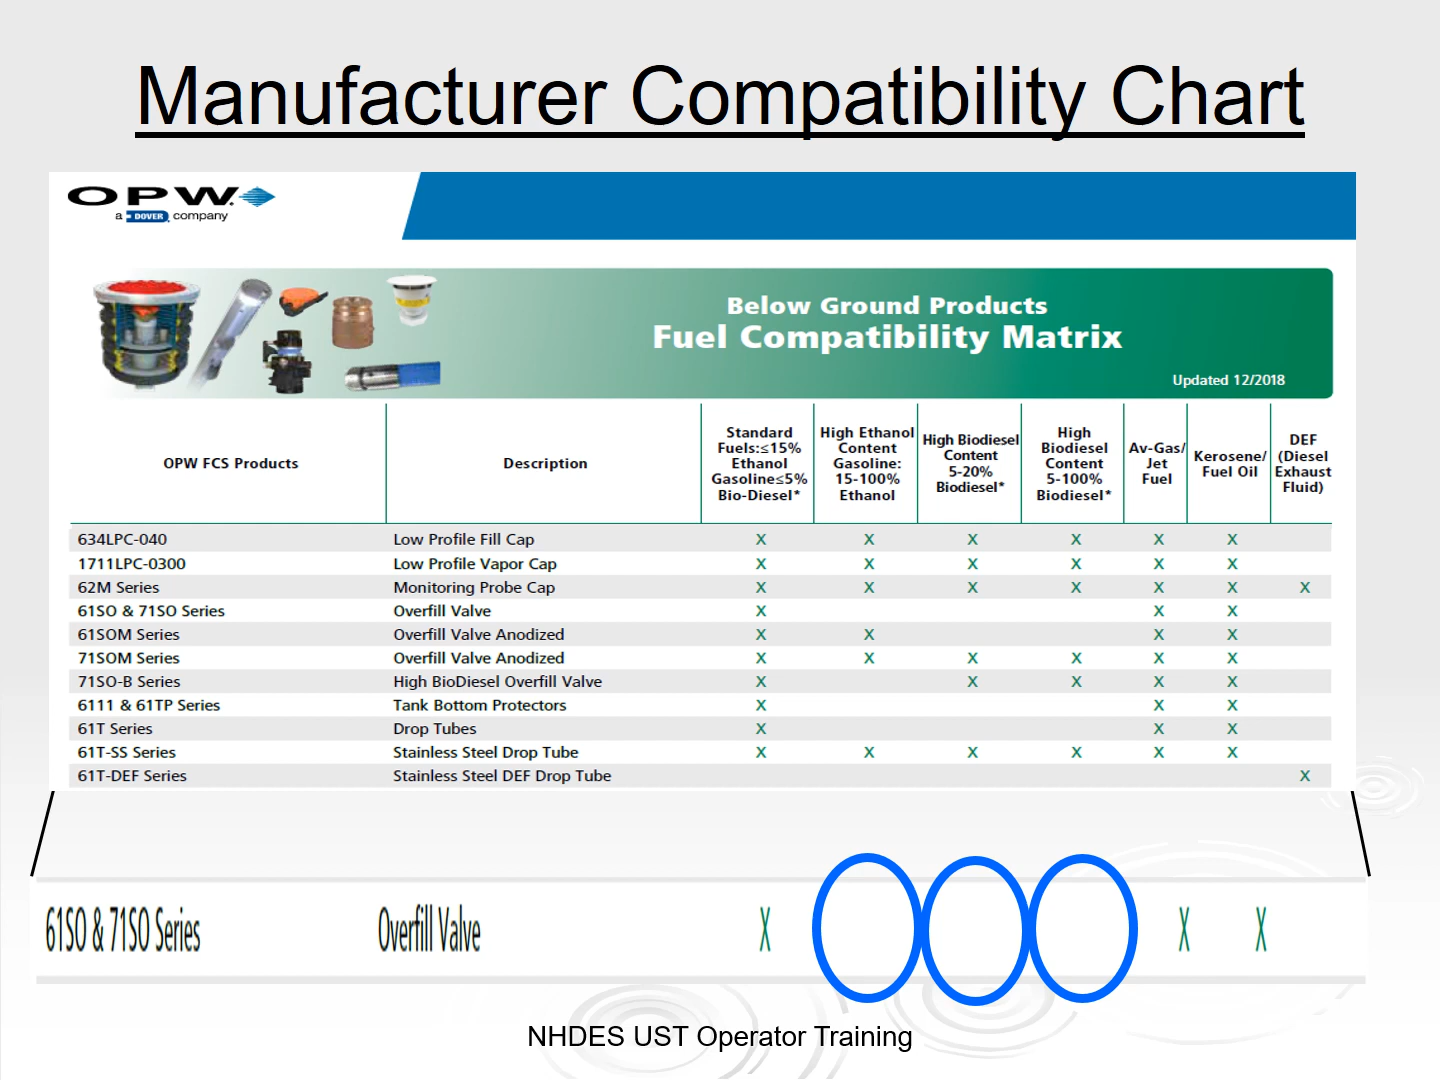 Manufacturer Compatibility Chart
OPW
a DOVER company
Below Ground Products
Fuel Compatibility Matrix
Updated 12/2018
OPW FCS Products Description Standard Fuels:≤15% Ethanol Gasoline≤5% Bio-Diesel* High Ethanol Content Gasoline: 15-100% Ethanol High Biodiesel Content 5-20% Biodiesel* High Biodiesel Content 5-100% Biodiesel* Av-Gas/ Jet Fuel Kerosene/ Fuel Oil DEF (Diesel Exhaust Fluid)
634LPC-040 Low Profile Fill Cap X X X X X X
1711LPC-0300 Low Profile Vapor Cap X X X X X X
62M Series Monitoring Probe Cap X X X X X X X
61SO & 71SO Series Overfill Valve X X X
61SOM Series Overfill Valve Anodized X X X X
71SOM Series Overfill Valve Anodized X X X X X X
71SO-B Series High BioDiesel Overfill Valve X X X X X
6111 & 61TP Series Tank Bottom Protectors X X X
61T Series Drop Tubes X X X
61T-SS Series Stainless Steel Drop Tube X X X X X X
61T-DEF Series Stainless Steel DEF Drop Tube X
61SO & 71SO Series Overfill Valve X X X
NHDES UST Operator Training